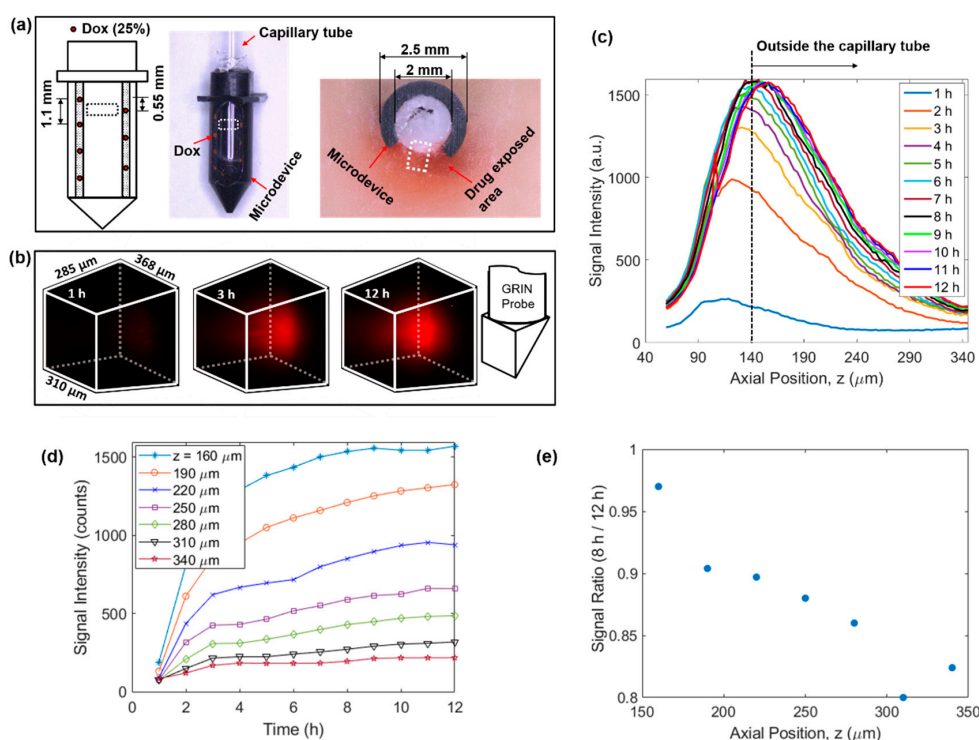 (a)
Dox (25%)
1.1 mm
0.55 mm
Capillary tube
Dox
Microdevice
2.5 mm
2 mm
Microdevice
Drug exposed
area
(b)
285 µm
368 µm
310 µm
1 h
3 h
12 h
GRIN
Probe
(c)
Outside the capillary tube
Signal Intensity (a.u.)
1500
1000
500
0
40
90
140
190
240
290
340
Axial Position, z (μm)
1 h
2 h
3 h
4 h
5 h
6 h
7 h
8 h
9 h
10 h
11 h
12 h
(d)
Signal Intensity (counts)
1500
1000
500
0
0
2
4
6
8
10
12
Time (h)
z = 160 μm
190 μm
220 μm
250 μm
280 μm
310 μm
340 μm
(e)
Signal Ratio (8 h / 12 h)
1
0.95
0.9
0.85
0.8
150
200
250
300
350
Axial Position, z (μm)